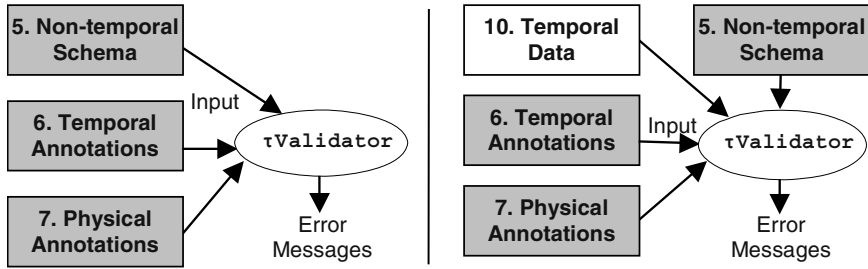 5. Non-temporal
Schema
Input
6. Temporal
Annotations
τValidator
7. Physical
Annotations
Error
Messages
10. Temporal
Data
5. Non-temporal
Schema
6. Temporal
Annotations
Input
τValidator
7. Physical
Annotations
Error
Messages